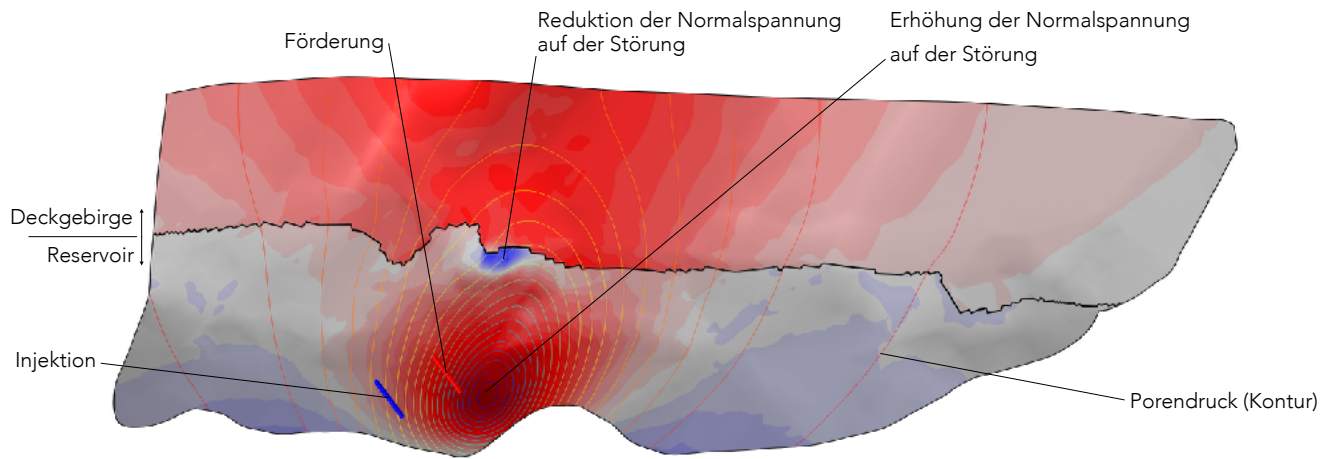 Förderung
Reduktion der Normalspannung
auf der Störung
Erhöhung der Normalspannung
auf der Störung
Deckgebirge
Reservoir
Injektion
Porendruck (Kontur)